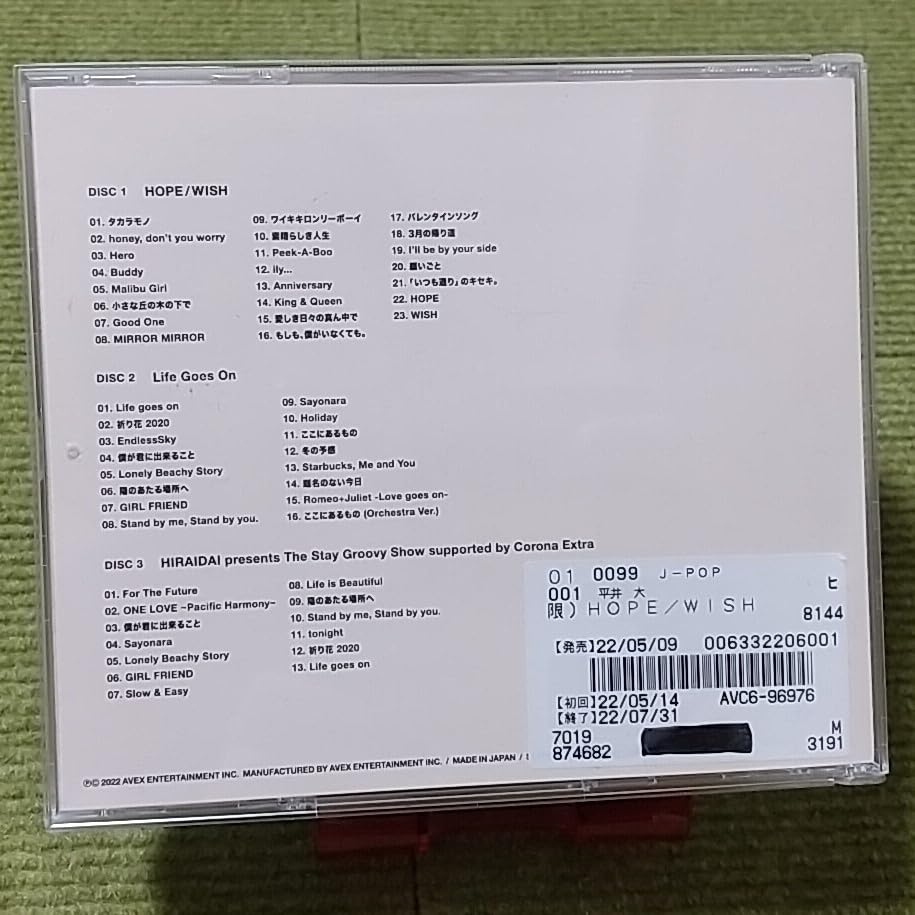 DISC 1 HOPE/WISH
01. タカラモノ
02. honey, don't you worry
03. Hero
04. Buddy
05. Malibu Girl
06. 小さな丘の木の下で
07. Good One
08. MIRROR MIRROR
09. ワイキキロンリーボーイ
10. 素晴らしき人生
11. Peek-A-Boo
12. ily...
13. Anniversary
14. King & Queen
15. 愛しき日々の真ん中で
16. もしも、僕がいなくても。
17. バレンタインソング
18. 3月の帰り道
19. I'll be by your side
20. 願いごと
21.「いつも通り」のキセキ。
22. HOPE
23. WISH
DISC 2 Life Goes On
01. Life goes on
02. 祈り花 2020
03. EndlessSky
04. 僕が君に出来ること
05. Lonely Beachy Story
06. 陽のあたる場所へ
07. GIRL FRIEND
08. Stand by me, Stand by you.
09. Sayonara
10. Holiday
11. ここにあるもの
12. 冬の予感
13. Starbucks, Me and You
14. 題名のない今日
15. Romeo+Juliet -Love goes on-
16. ここにあるもの (Orchestra Ver.)
DISC 3 HIRAIDAI presents The Stay Groovy Show supported by Corona Extra
01. For The Future
02. ONE LOVE ~Pacific Harmony~
03. 僕が君に出来ること
04. Sayonara
05. Lonely Beachy Story
06. GIRL FRIEND
07. Slow & Easy
08. Life is Beautiful
09. 陽のあたる場所へ
10. Stand by me, Stand by you.
11. tonight
12. 祈り花 2020
13. Life goes on
01 0099 J-POP
001 平井 大 ヒ
限)HOPE/WISH 8144
【発売】22/05/09 006332206001
【初回】22/05/14 AVC6-96976
【終了】22/07/31
7019 M
874682 3191
℗© 2022 AVEX ENTERTAINMENT INC. MANUFACTURED BY AVEX ENTERTAINMENT INC. / MADE IN JAPAN /